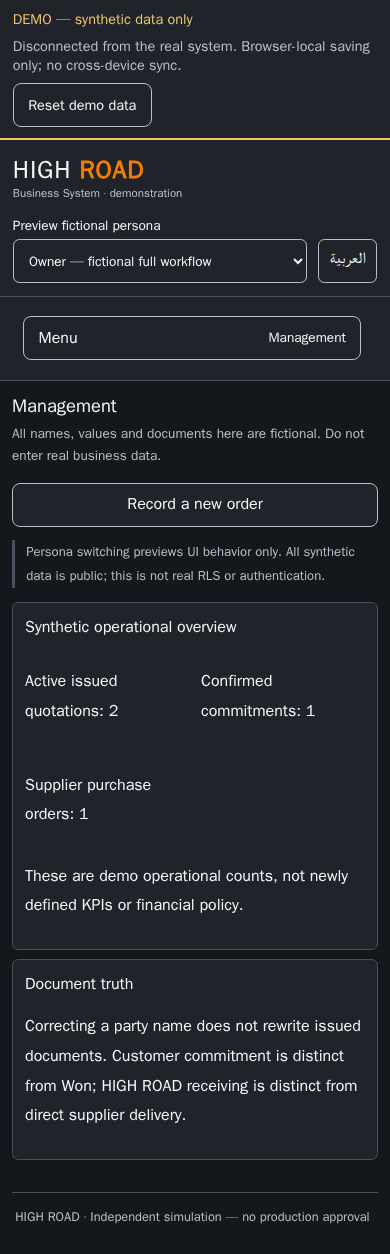 DEMO — synthetic data only
Disconnected from the real system. Browser-local saving
only; no cross-device sync.
Reset demo data
HIGH ROAD
Business System · demonstration
Preview fictional persona
Owner — fictional full workflow
العربية
Menu
Management
Management
All names, values and documents here are fictional. Do not
enter real business data.
Record a new order
Persona switching previews UI behavior only. All synthetic
data is public; this is not real RLS or authentication.
Synthetic operational overview
Active issued
quotations: 2
Confirmed
commitments: 1
Supplier purchase
orders: 1
These are demo operational counts, not newly
defined KPIs or financial policy.
Document truth
Correcting a party name does not rewrite issued
documents. Customer commitment is distinct
from Won; HIGH ROAD receiving is distinct from
direct supplier delivery.
HIGH ROAD · Independent simulation — no production approval